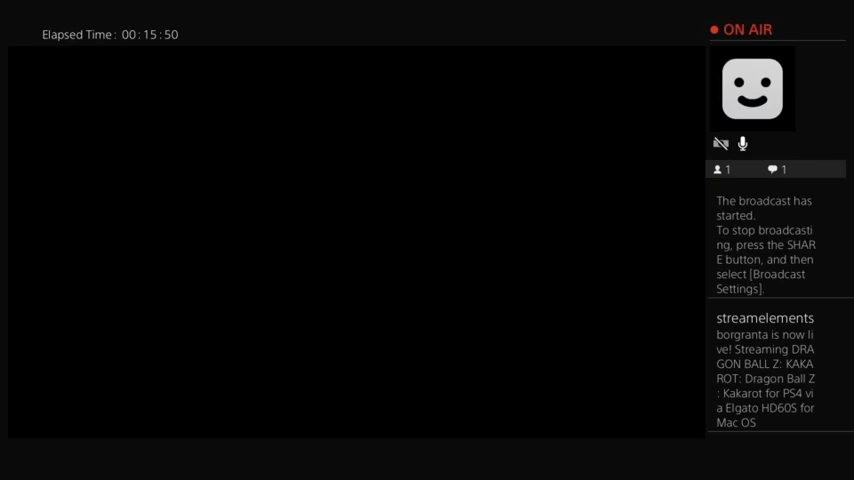 Elapsed Time: 00:15:50
ON AIR
1 1
The broadcast has
started.
To stop broadcasti
ng, press the SHAR
E button, and then
select [Broadcast
Settings].
streamelements
borgranta is now li
ve! Streaming DRA
GON BALL Z: KAKA
ROT: Dragon Ball Z
: Kakarot for PS4 vi
a Elgato HD60S for
Mac OS